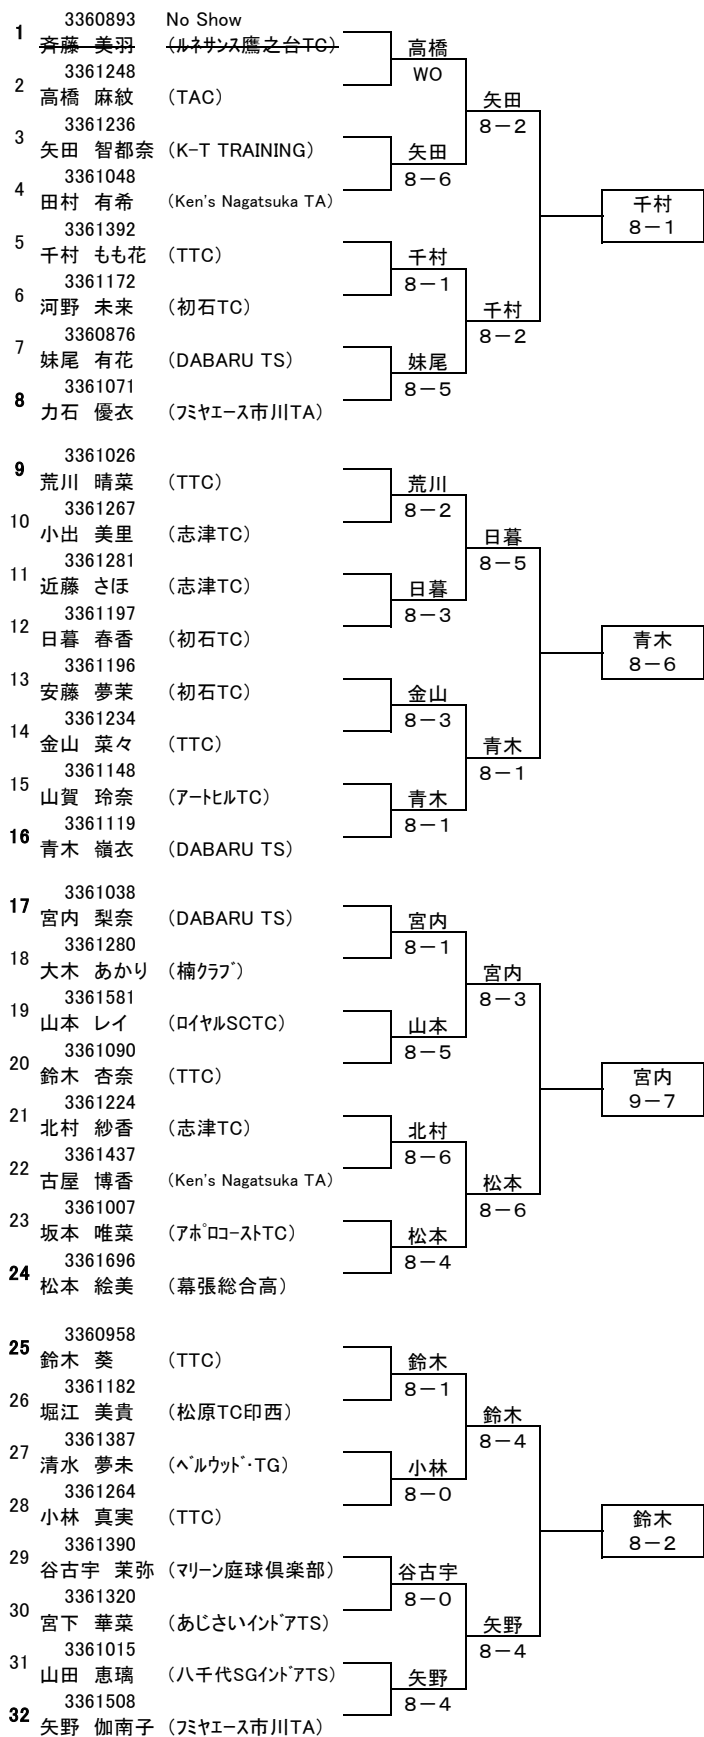 3360893 No Show
1 斉藤 美羽 (ルネサンス鷹之台TC)
高橋
WO
3361248
2 高橋 麻紋 (TAC)
矢田
8-2
3361236
3 矢田 智都奈 (K-T TRAINING)
矢田
8-6
3361048
4 田村 有希 (Ken's Nagatsuka TA)
千村
8-1
3361392
5 千村 もも花 (TTC)
千村
8-1
3361172
6 河野 未来 (初石TC)
千村
8-2
3360876
7 妹尾 有花 (DABARU TS)
妹尾
8-5
3361071
8 力石 優衣 (フミヤエース市川TA)
3361026
9 荒川 晴菜 (TTC)
荒川
8-2
3361267
10 小出 美里 (志津TC)
日暮
8-5
3361281
11 近藤 さほ (志津TC)
日暮
8-3
3361197
12 日暮 春香 (初石TC)
青木
8-6
3361196
13 安藤 夢茉 (初石TC)
金山
8-3
3361234
14 金山 菜々 (TTC)
青木
8-1
3361148
15 山賀 玲奈 (アートヒルTC)
青木
8-1
3361119
16 青木 嶺衣 (DABARU TS)
3361038
17 宮内 梨奈 (DABARU TS)
宮内
8-1
3361280
18 大木 あかり (楠クラブ)
宮内
8-3
3361581
19 山本 レイ (ロイヤルSCTC)
山本
8-5
3361090
20 鈴木 杏奈 (TTC)
宮内
9-7
3361224
21 北村 紗香 (志津TC)
北村
8-6
3361437
22 古屋 博香 (Ken's Nagatsuka TA)
松本
8-6
3361007
23 坂本 唯菜 (アポロコーストTC)
松本
8-4
3361696
24 松本 絵美 (幕張総合高)
3360958
25 鈴木 葵 (TTC)
鈴木
8-1
3361182
26 堀江 美貴 (松原TC印西)
鈴木
8-4
3361387
27 清水 夢未 (ベルウッド・TG)
小林
8-0
3361264
28 小林 真実 (TTC)
鈴木
8-2
3361390
29 谷古宇 茉弥 (マリーン庭球倶楽部)
谷古宇
8-0
3361320
30 宮下 華菜 (あじさいインドアTS)
矢野
8-4
3361015
31 山田 恵璃 (八千代SGインドアTS)
矢野
8-4
3361508
32 矢野 伽南子 (フミヤエース市川TA)